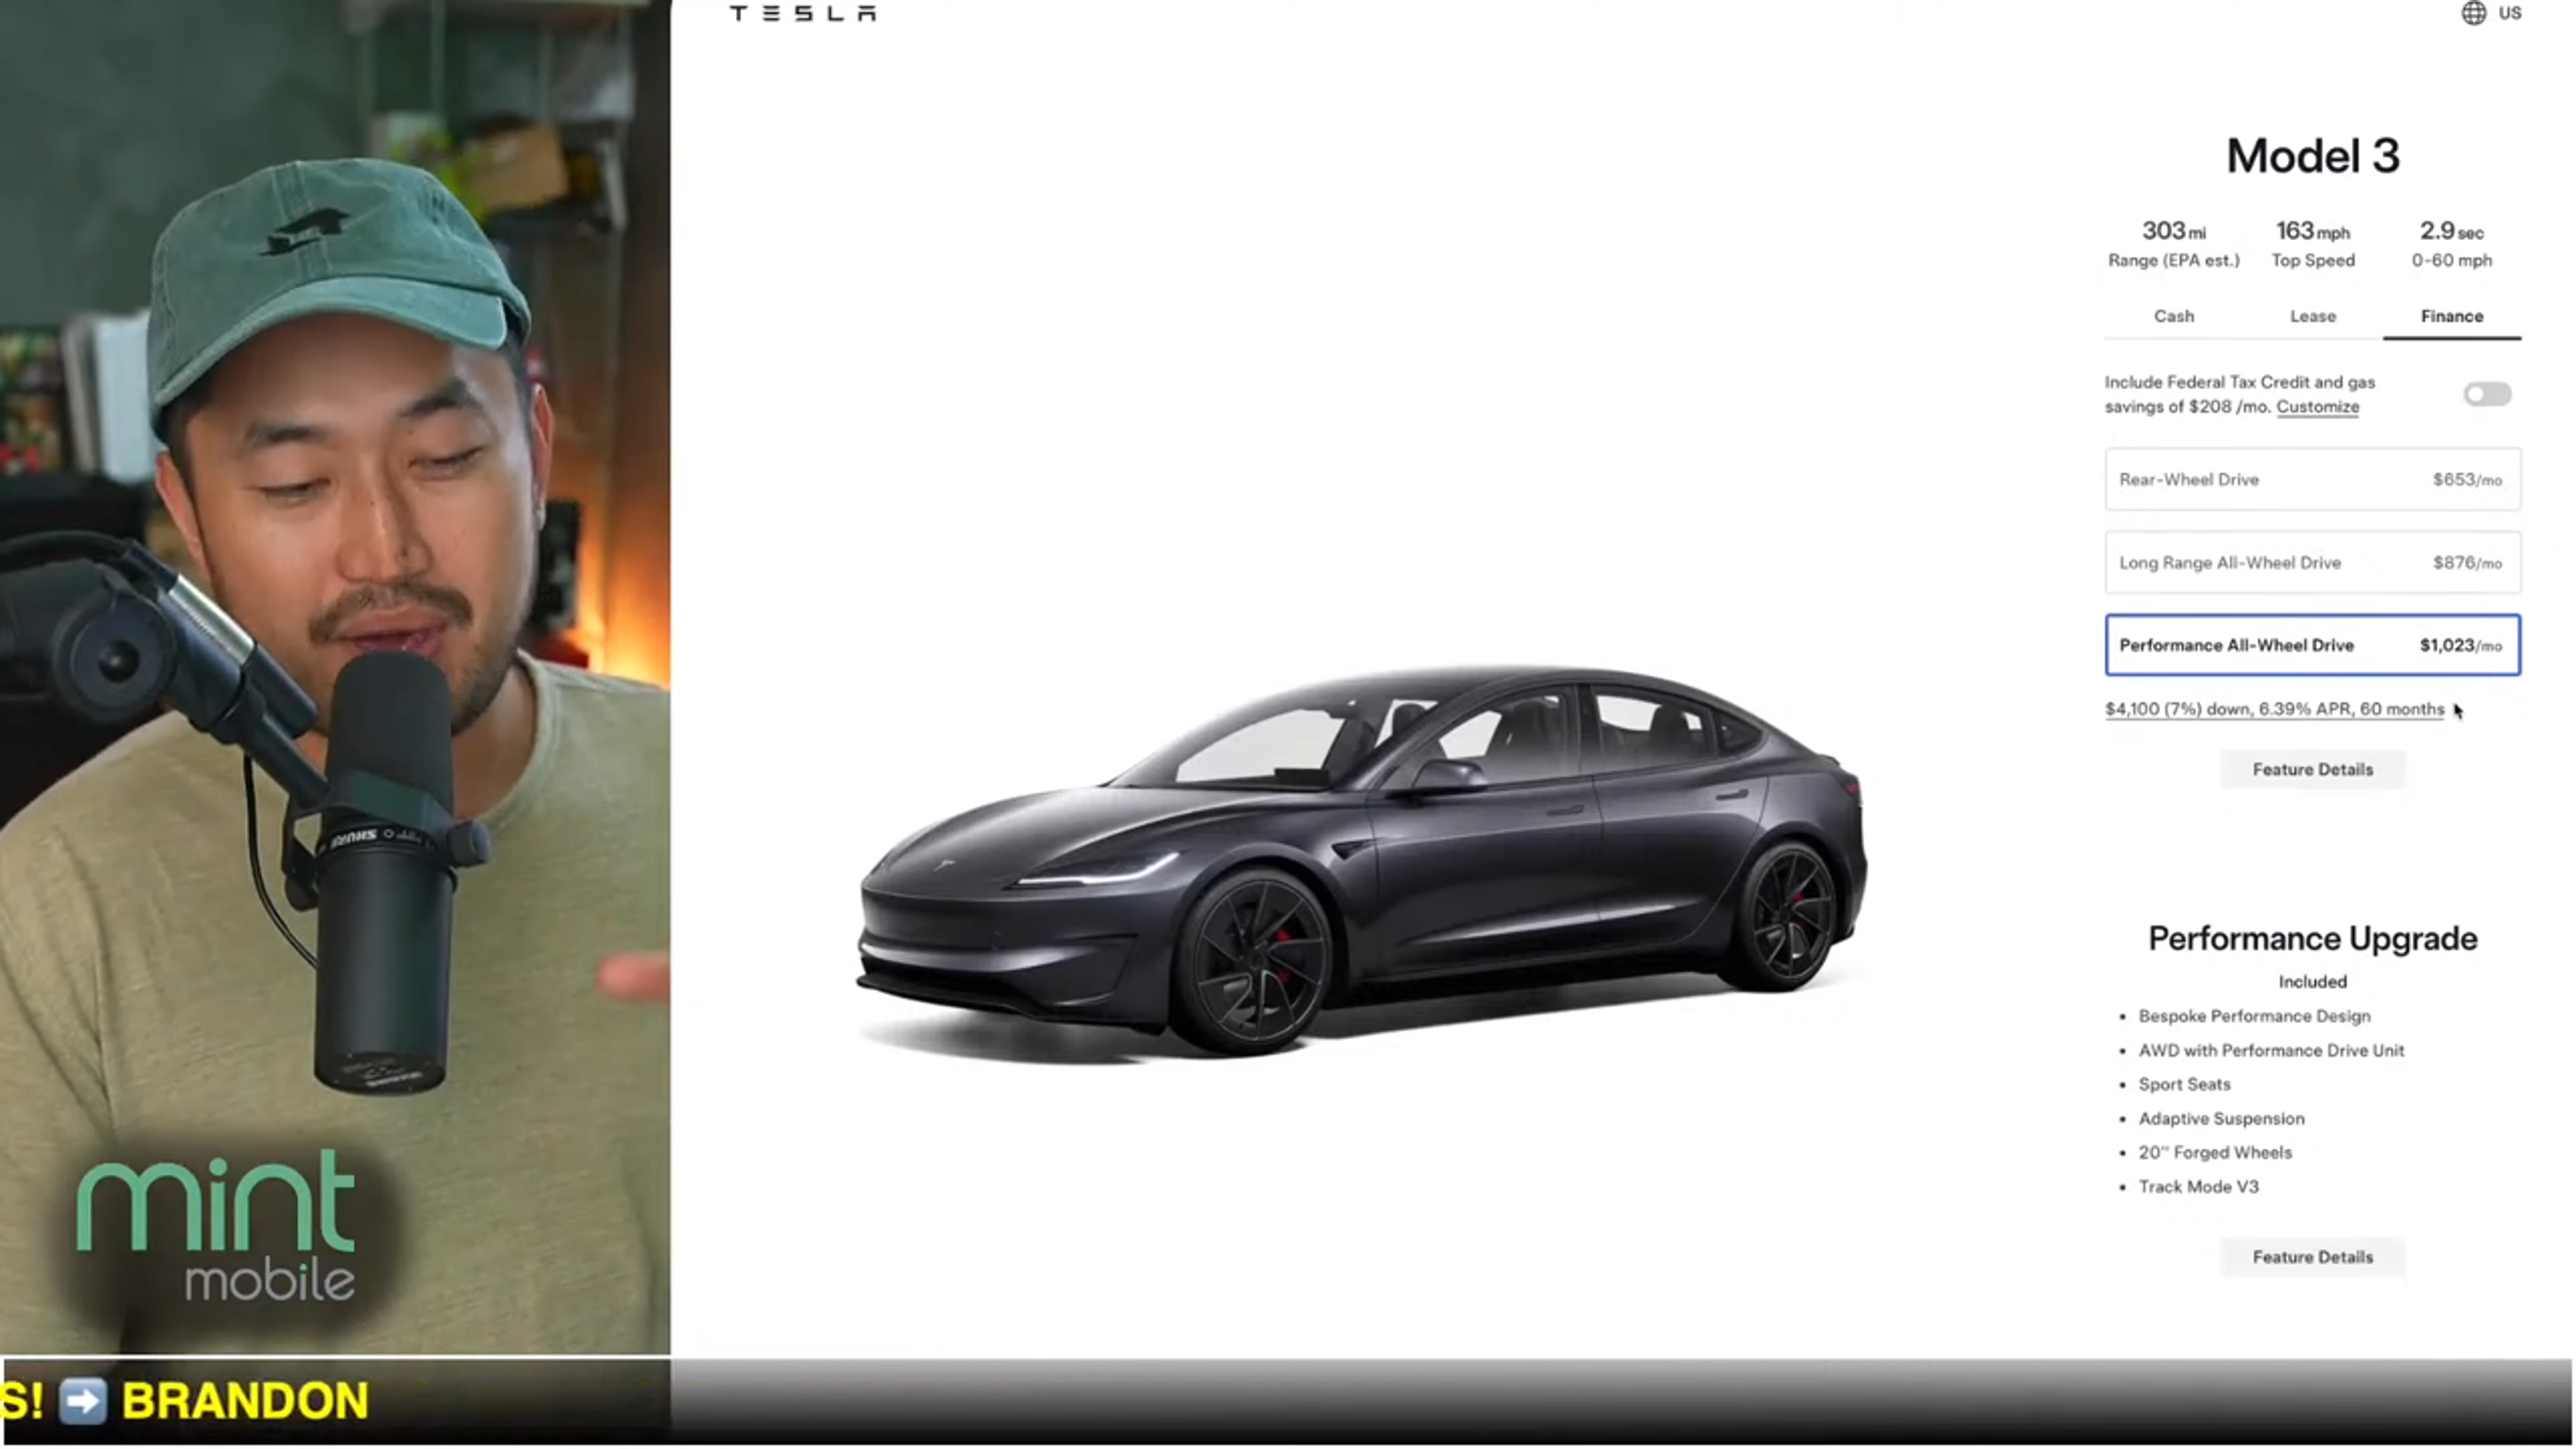 TESLA
US
Model 3
303 mi
Range (EPA est.)
163 mph
Top Speed
2.9 sec
0-60 mph
Cash
Lease
Finance
Include Federal Tax Credit and gas
savings of $208 /mo. Customize
Rear-Wheel Drive $653/mo
Long Range All-Wheel Drive $876/mo
Performance All-Wheel Drive $1,023/mo
$4,100 (7%) down, 6.39% APR, 60 months
Feature Details
Performance Upgrade
Included
• Bespoke Performance Design
• AWD with Performance Drive Unit
• Sport Seats
• Adaptive Suspension
• 20" Forged Wheels
• Track Mode V3
Feature Details
SHURE
mint
mobile
S! ➡ BRANDON